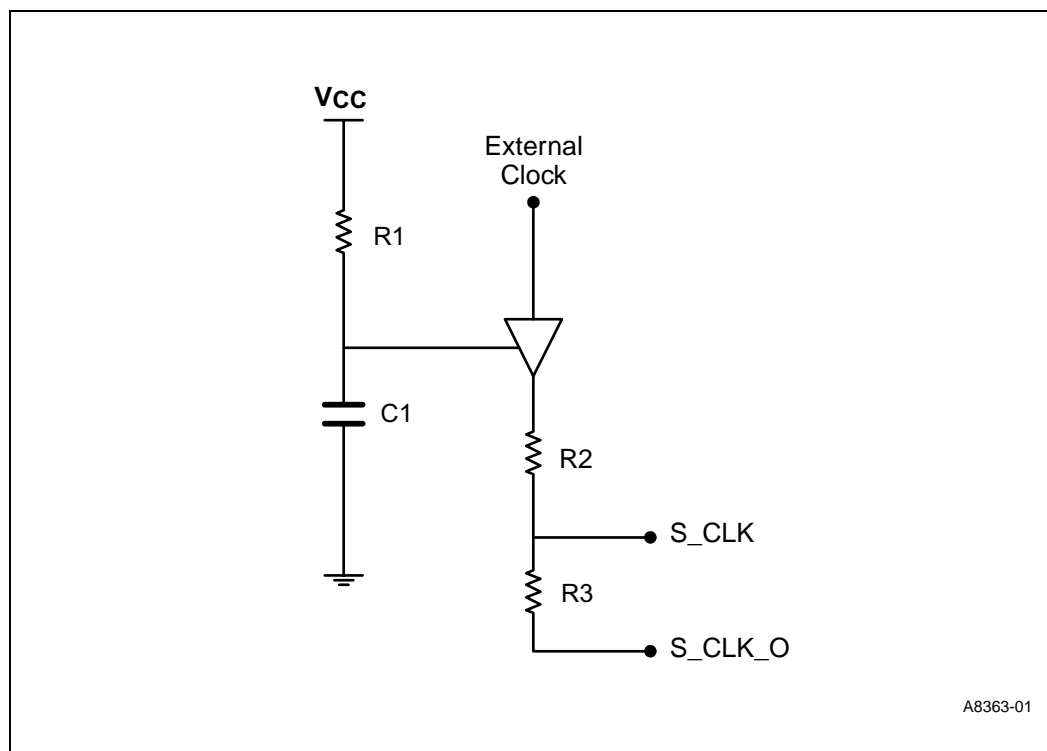 VCC
External
Clock
R1
C1
R2
S_CLK
R3
S_CLK_O
A8363-01